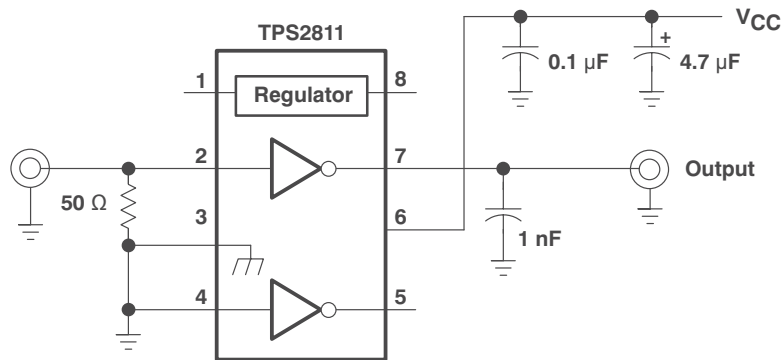 TPS2811
V_CC
0.1 µF
+
4.7 µF
1
Regulator
8
2
7
Output
50 Ω
3
6
1 nF
4
5